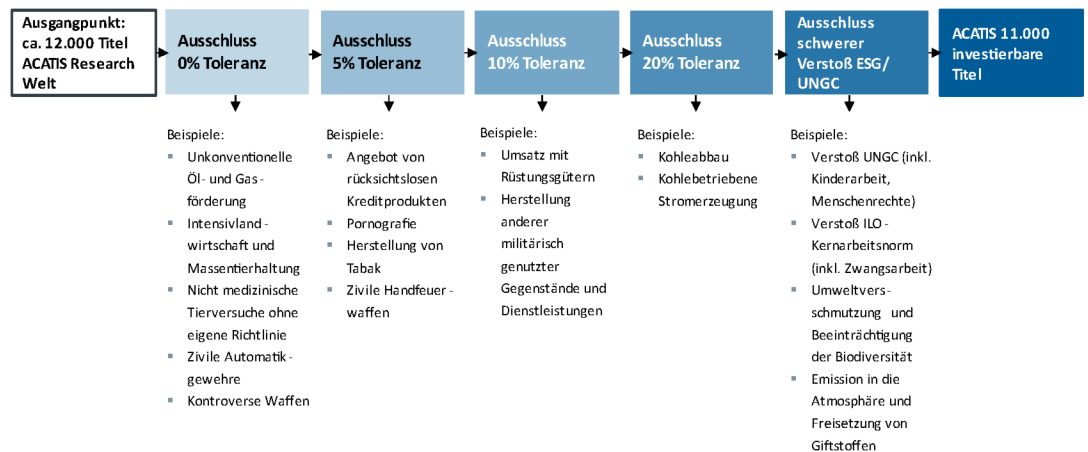 Ausgangpunkt:
ca. 12.000 Titel
ACATIS Research
Welt
Ausschluss
0% Toleranz
Ausschluss
5% Toleranz
Ausschluss
10% Toleranz
Ausschluss
20% Toleranz
Ausschluss
schwerer
Verstoß ESG/
UNGC
ACATIS 11.000
investierbare
Titel
Beispiele:
Unkonventionelle
Öl- und Gas-
förderung
Intensivland-
wirtschaft und
Massentierhaltung
Nicht medizinische
Tierversuche ohne
eigene Richtlinie
Zivile Automatik-
gewehre
Kontroverse Waffen
Beispiele:
Angebot von
rücksichtslosen
Kreditprodukten
Pornografie
Herstellung von
Tabak
Zivile Handfeuer-
waffen
Beispiele:
Umsatz mit
Rüstungsgütern
Herstellung
anderer
militärisch
genutzter
Gegenstände und
Dienstleistungen
Beispiele:
Kohleabbau
Kohlebetriebene
Stromerzeugung
Beispiele:
Verstoß UNGC (inkl.
Kinderarbeit,
Menschenrechte)
Verstoß ILO-
Kernarbeitsnorm
(inkl. Zwangsarbeit)
Umweltvers-
schmutzung und
Beeinträchtigung
der Biodiversität
Emission in die
Atmosphäre und
Freisetzung von
Giftstoffen